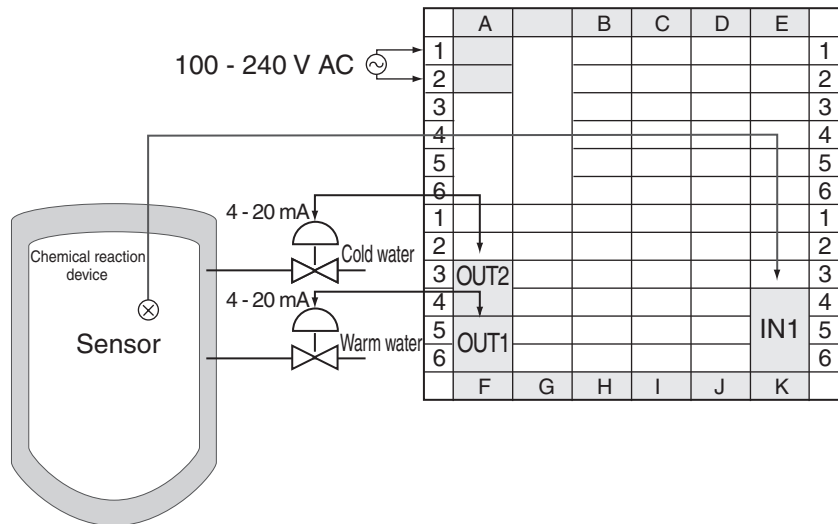 A B C D E
100 - 240 V AC
1 1
2 2
3 3
4 4
5 5
6 6
4 - 20 mA
1 1
2 2
Chemical reaction
device
Cold water
3 OUT2 3
4 - 20 mA
4 4
Sensor
Warm water
5 OUT1 IN1 5
6 6
F G H I J K